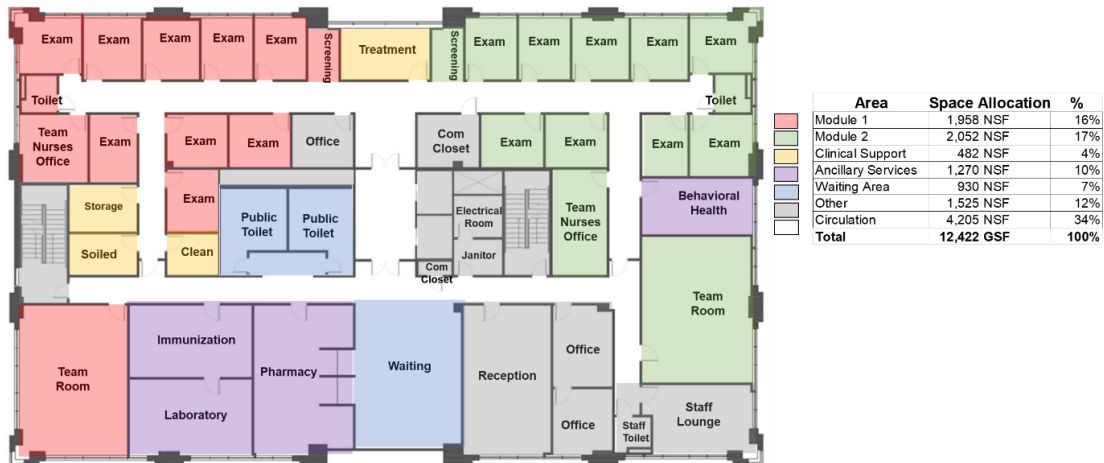 Exam Exam Exam Exam Exam Screening Treatment Screening Exam Exam Exam Exam Exam
Toilet
Toilet
Team
Nurses
Office
Exam
Exam
Exam
Office
Com
Closet
Exam
Exam
Exam
Exam
Storage
Exam
Public
Toilet
Public
Toilet
Electrical
Room
Team
Nurses
Office
Behavioral
Health
Soiled
Clean
Janitor
Com
Closet
Team
Room
Immunization
Laboratory
Pharmacy
Waiting
Reception
Office
Office
Team
Room
Staff
Toilet
Staff
Lounge
Area Space Allocation %
Module 1 1,958 NSF 16%
Module 2 2,052 NSF 17%
Clinical Support 482 NSF 4%
Ancillary Services 1,270 NSF 10%
Waiting Area 930 NSF 7%
Other 1,525 NSF 12%
Circulation 4,205 NSF 34%
Total 12,422 GSF 100%